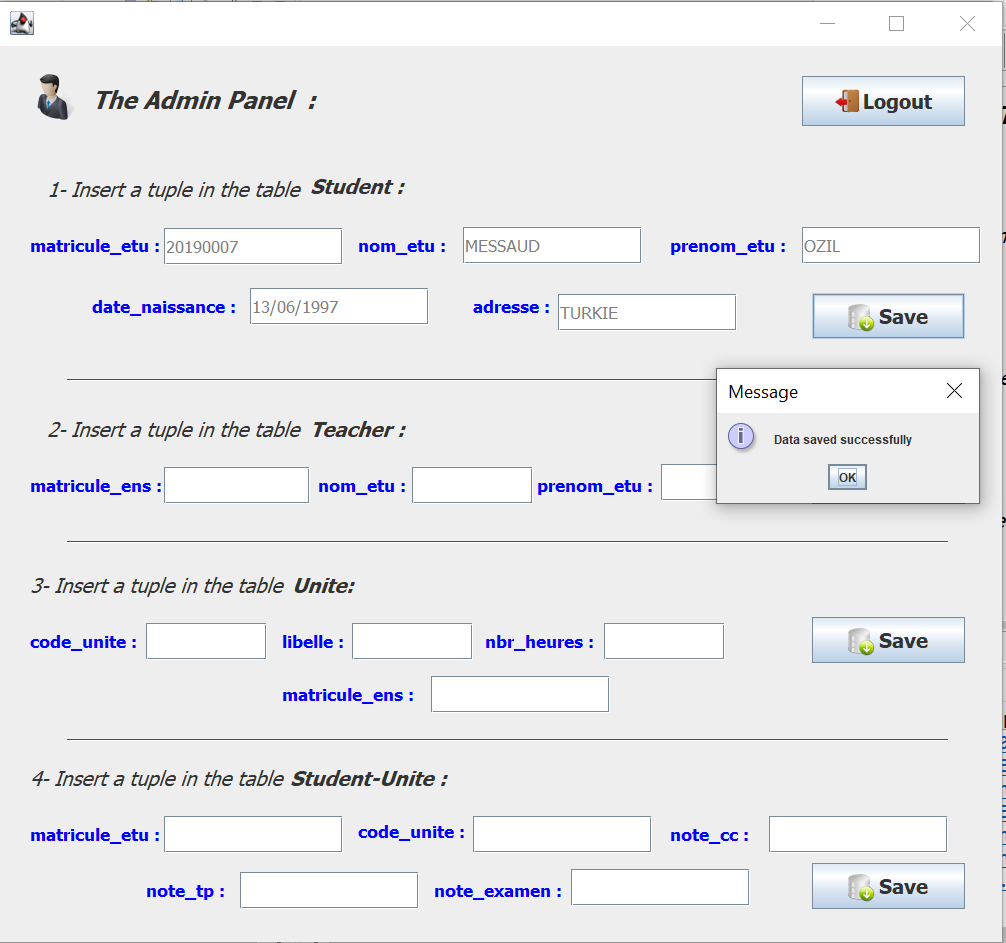 The Admin Panel :
Logout
1- Insert a tuple in the table Student :
matricule_etu : 20190007 nom_etu : MESSAUD prenom_etu : OZIL
date_naissance : 13/06/1997 adresse : TURKIE
Save
Message
Data saved successfully
OK
2- Insert a tuple in the table Teacher :
matricule_ens : nom_etu : prenom_etu :
3- Insert a tuple in the table Unite:
code_unite : libelle : nbr_heures :
Save
matricule_ens :
4- Insert a tuple in the table Student-Unite :
matricule_etu : code_unite : note_cc :
note_tp : note_examen :
Save